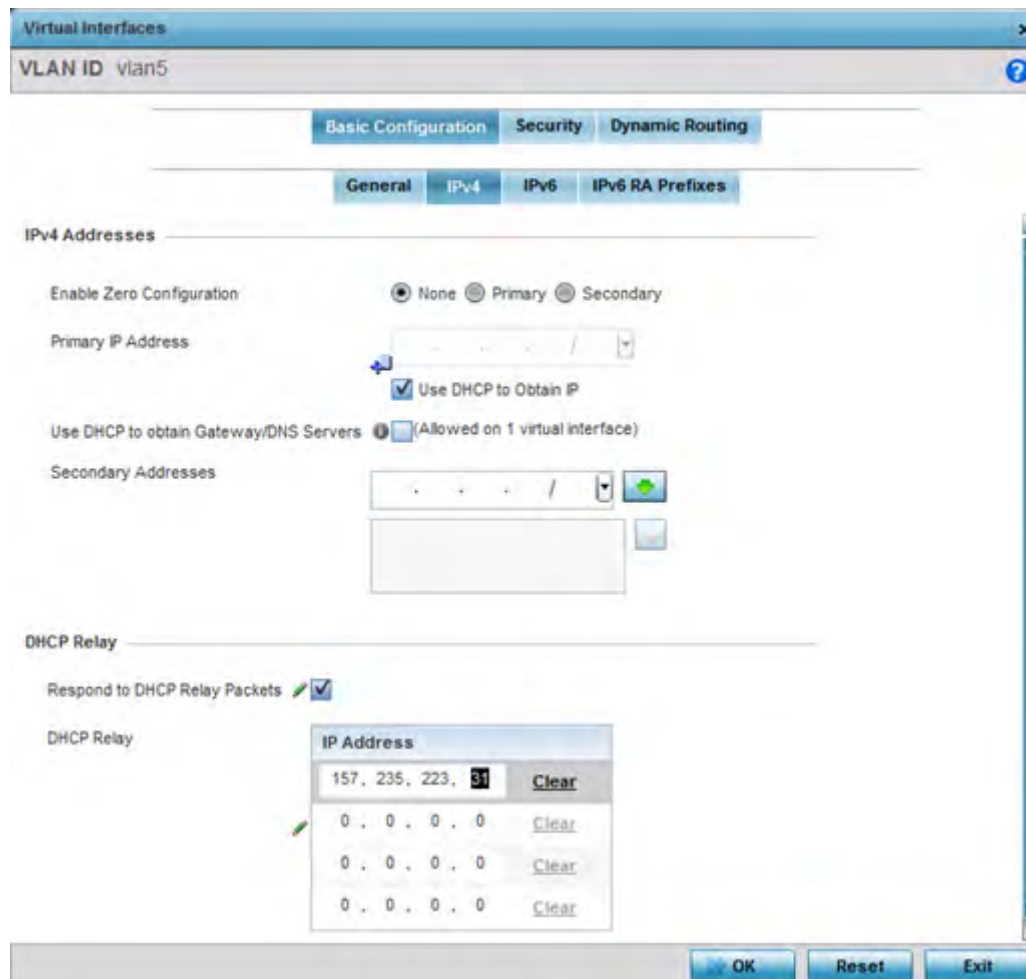 Virtual Interfaces ×
VLAN ID vlan5 ?
Basic Configuration Security Dynamic Routing
General IPv4 IPv6 IPv6 RA Prefixes
IPv4 Addresses
Enable Zero Configuration None Primary Secondary
Primary IP Address . . . /
Use DHCP to Obtain IP
Use DHCP to obtain Gateway/DNS Servers (Allowed on 1 virtual interface)
Secondary Addresses . . . /
DHCP Relay
Respond to DHCP Relay Packets
DHCP Relay
IP Address
157 . 235 . 223 . 31 Clear
0 . 0 . 0 . 0 Clear
0 . 0 . 0 . 0 Clear
0 . 0 . 0 . 0 Clear
OK Reset Exit